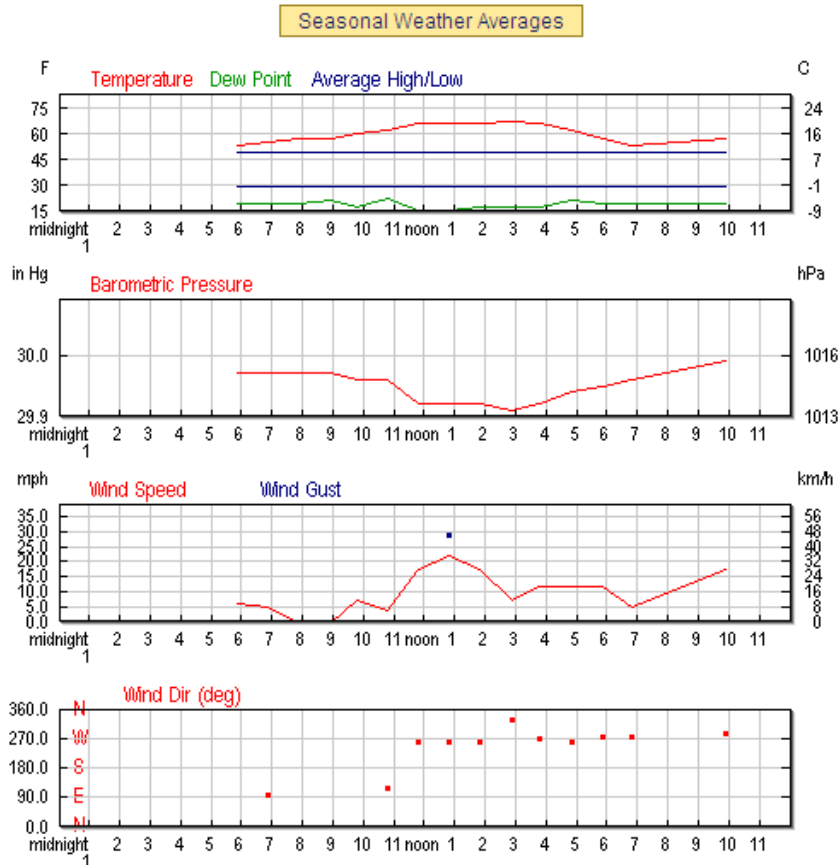 Seasonal Weather Averages
F Temperature Dew Point Average High/Low C
75 24
60 16
45 7
30 -1
15 -9
midnight 1 2 3 4 5 6 7 8 9 10 11 noon 1 2 3 4 5 6 7 8 9 10 11
in Hg Barometric Pressure hPa
30.0 1016
29.9 1013
midnight 1 2 3 4 5 6 7 8 9 10 11 noon 1 2 3 4 5 6 7 8 9 10 11
mph Wind Speed Wind Gust km/h
35.0 56
30.0 48
25.0 40
20.0 32
15.0 24
10.0 16
5.0 8
0.0 0
midnight 1 2 3 4 5 6 7 8 9 10 11 noon 1 2 3 4 5 6 7 8 9 10 11
Wind Dir (deg)
360.0 N
270.0 W
180.0 S
90.0 E
0.0 N
midnight 1 2 3 4 5 6 7 8 9 10 11 noon 1 2 3 4 5 6 7 8 9 10 11